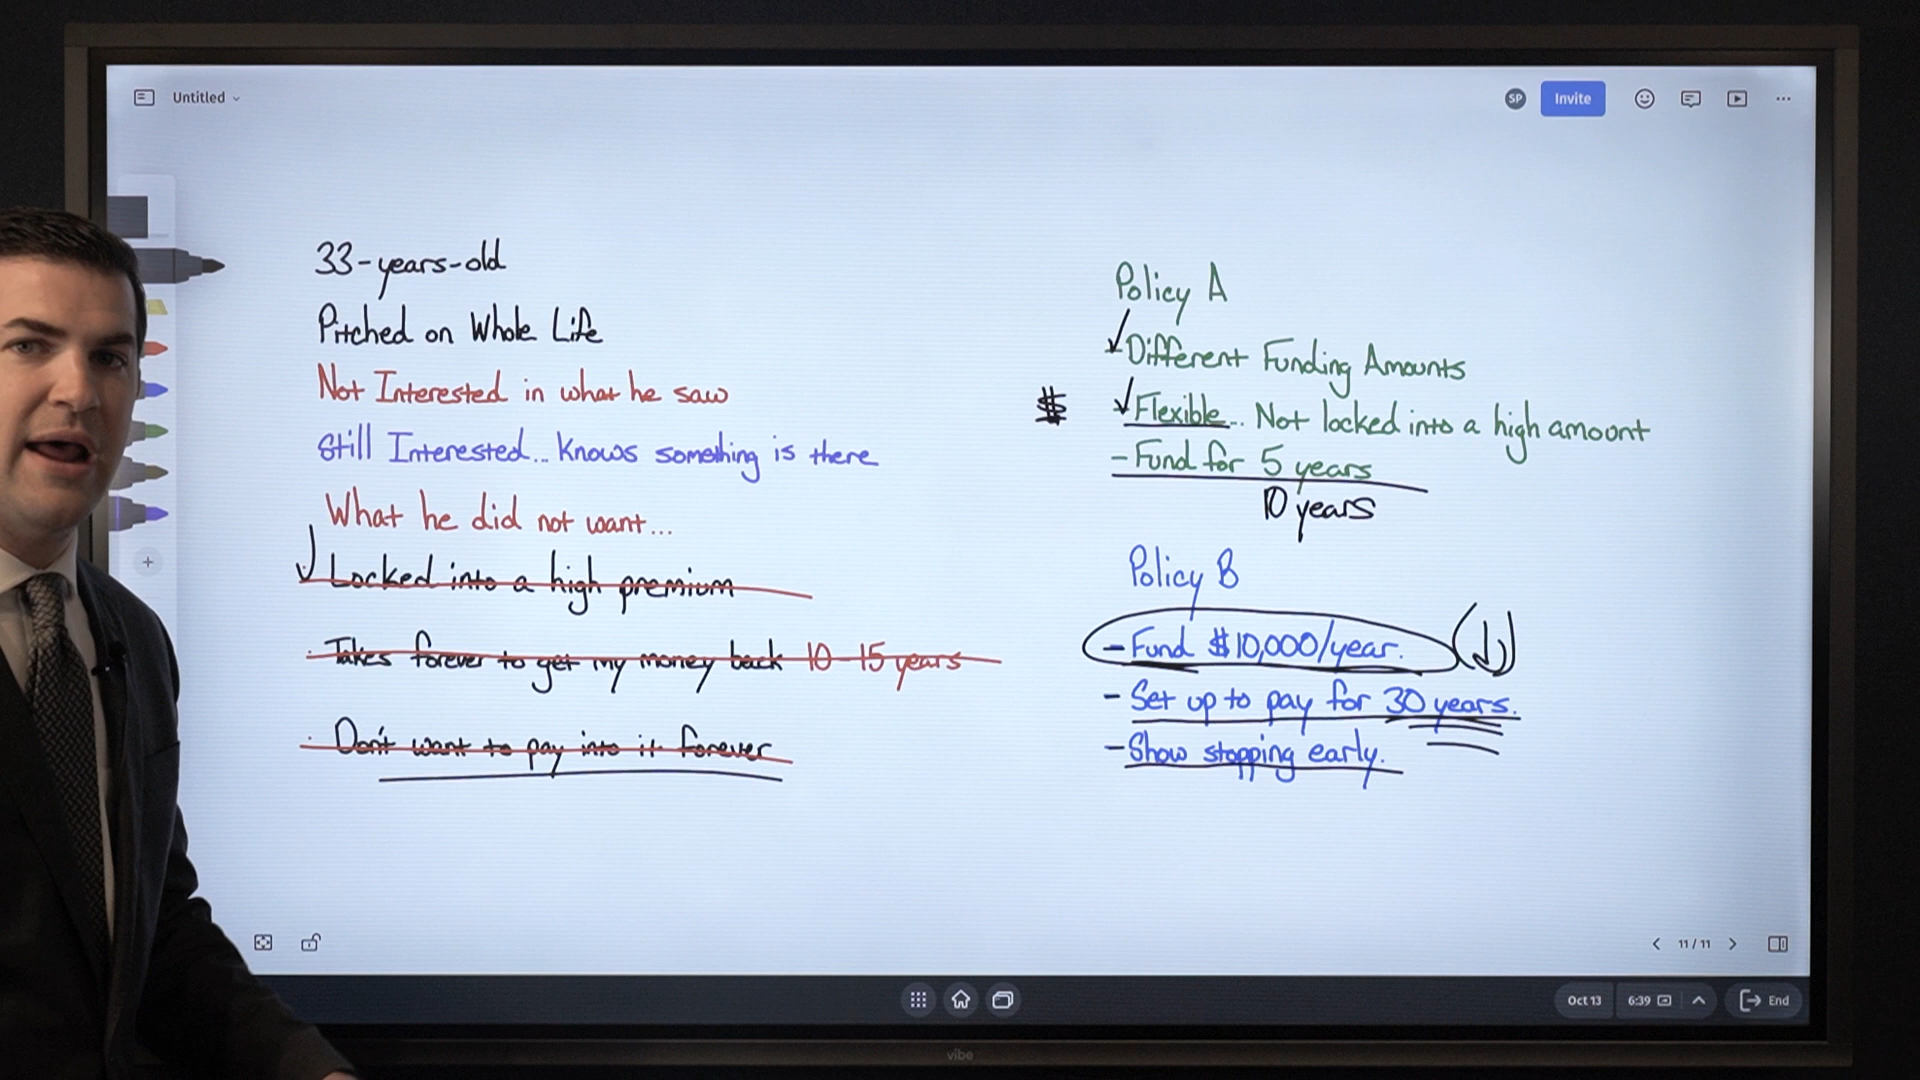 Untitled
SP
Invite
33-years-old
Pitched on Whole Life
Not Interested in what he saw
Still Interested... Knows something is there
What he did not want...
Locked into a high premium
Takes forever to get my money back 10-15 years
Don't want to pay into it forever
Policy A
Different Funding Amounts
$ Flexible... Not locked into a high amount
- Fund for 5 years
10 years
Policy B
- Fund $10,000/year.
- Set up to pay for 30 years.
- Show stopping early.
11 / 11
Oct 13
6:39
End
vibe